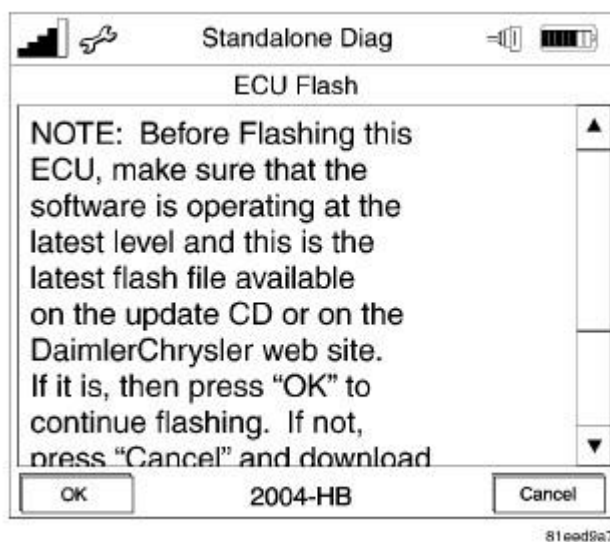 Standalone Diag
ECU Flash
NOTE: Before Flashing this
ECU, make sure that the
software is operating at the
latest level and this is the
latest flash file available
on the update CD or on the
DaimlerChrysler web site.
If it is, then press “OK” to
continue flashing. If not,
press “Cancel” and download
OK 2004-HB Cancel
81eed9a7